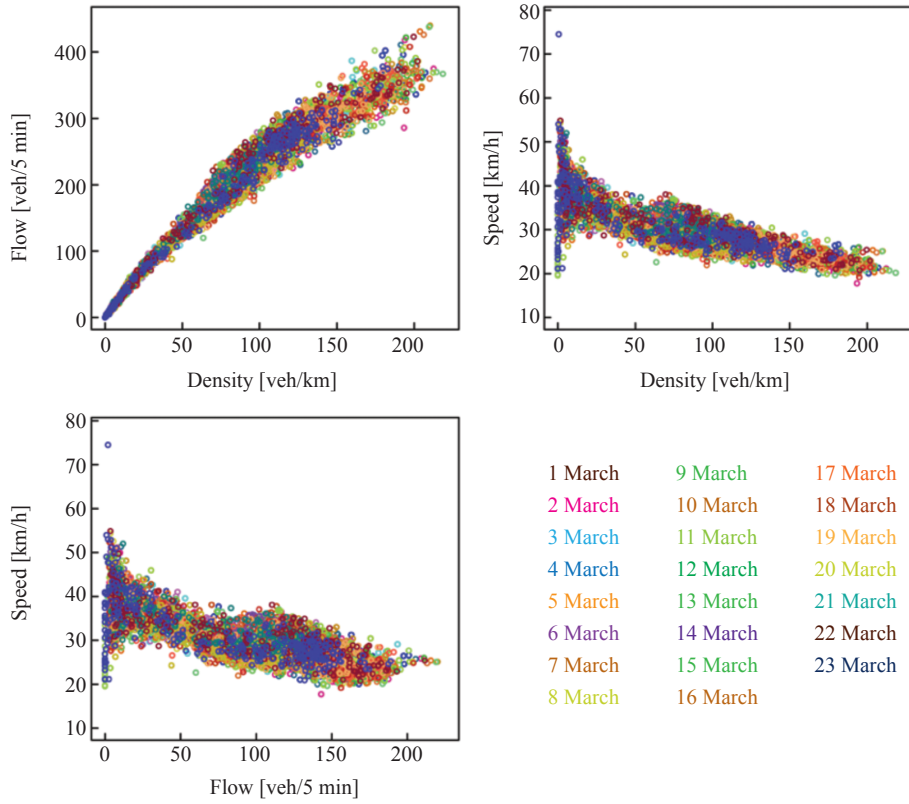 400
300
200
100
0
Flow [veh/5 min]
0 50 100 150 200
Density [veh/km]
80
70
60
50
40
30
20
10
Speed [km/h]
0 50 100 150 200
Density [veh/km]
80
70
60
50
40
30
20
10
Speed [km/h]
0 50 100 150 200
Flow [veh/5 min]
1 March 9 March 17 March
2 March 10 March 18 March
3 March 11 March 19 March
4 March 12 March 20 March
5 March 13 March 21 March
6 March 14 March 22 March
7 March 15 March 23 March
8 March 16 March